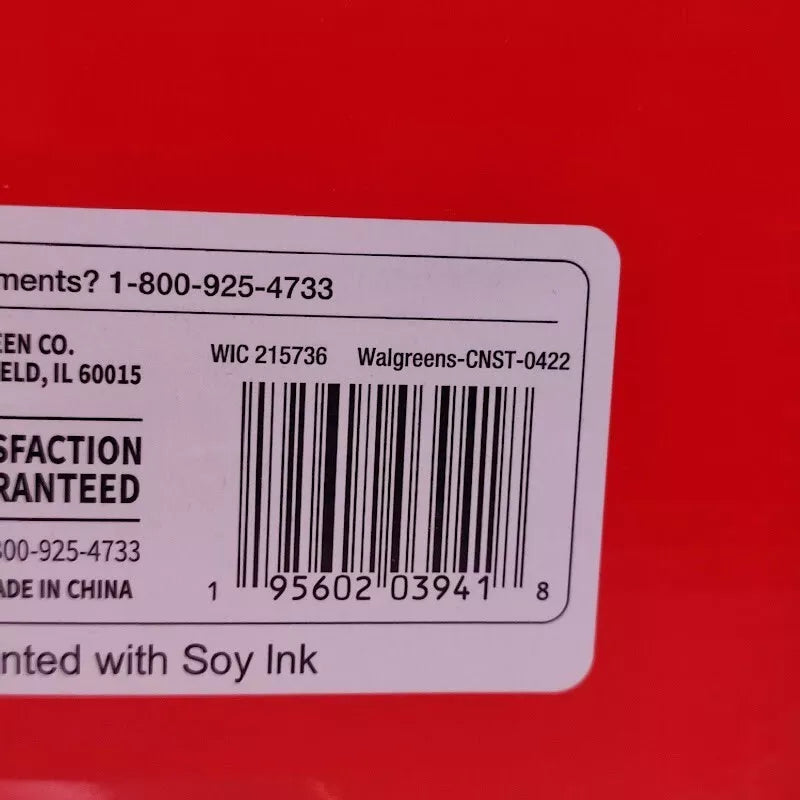 ments? 1-800-925-4733
EEN CO.
ELD, IL 60015
SFACTION
RANTEED
800-925-4733
ADE IN CHINA
WIC 215736 Walgreens-CNST-0422
1 95602 03941 8
nted with Soy Ink